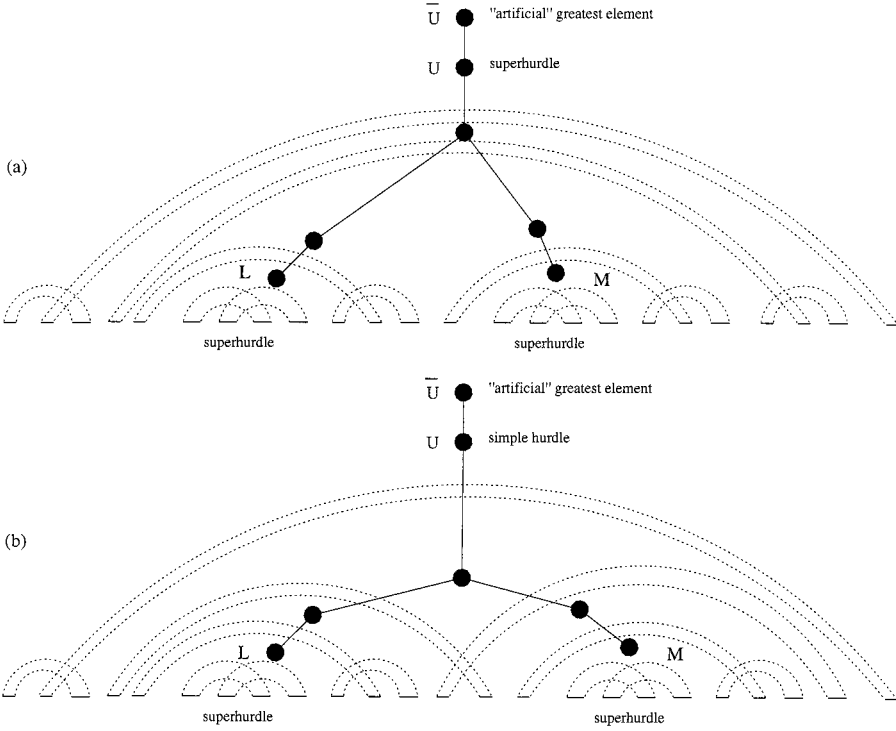 U "artificial" greatest element
U superhurdle
(a)
L
M
superhurdle superhurdle
U "artificial" greatest element
U simple hurdle
(b)
L
M
superhurdle superhurdle